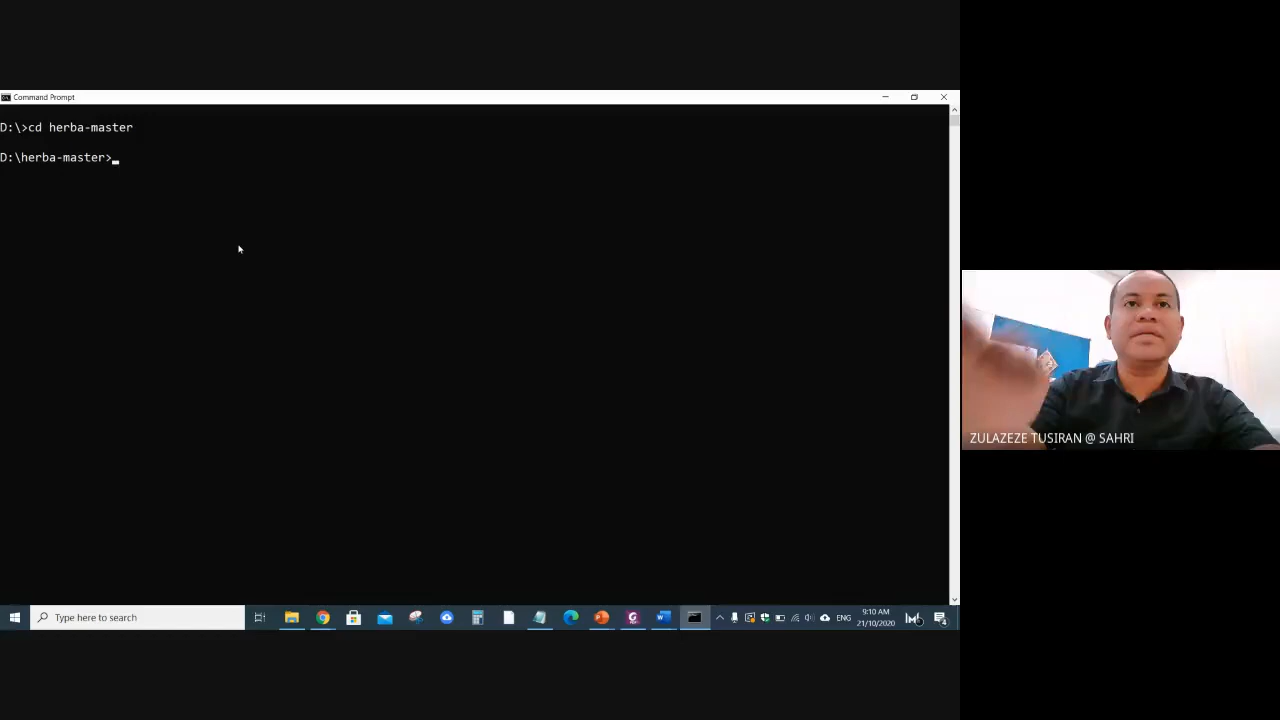 Command Prompt
D:\>cd herba-master
D:\herba-master>
ZULAZEZE TUSIRAN @ SAHRI
Type here to search
ENG
9:10 AM
21/10/2020